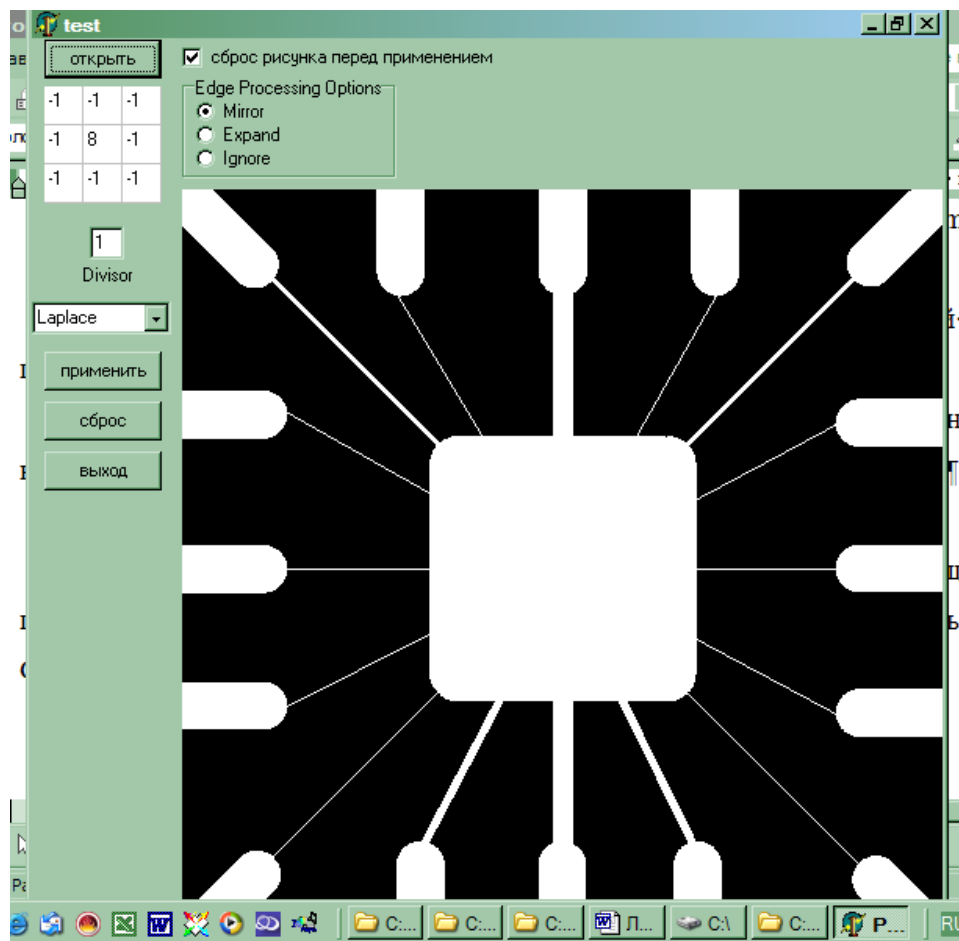 test
открыть
сброс рисунка перед применением
Edge Processing Options
Mirror
Expand
Ignore
-1 -1 -1
-1 8 -1
-1 -1 -1
1
Divisor
Laplace
применить
сброс
выход
C:...
C:...
C:...
Л...
C:\
C:...
P...
RU